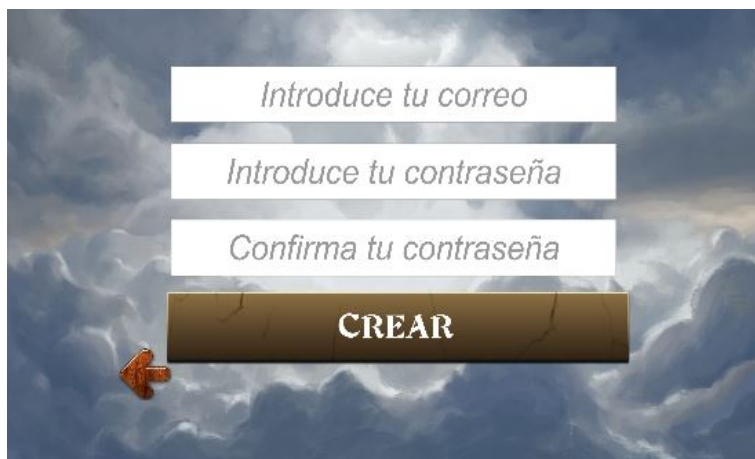 Introduce tu correo
Introduce tu contraseña
Confirma tu contraseña
CREAR